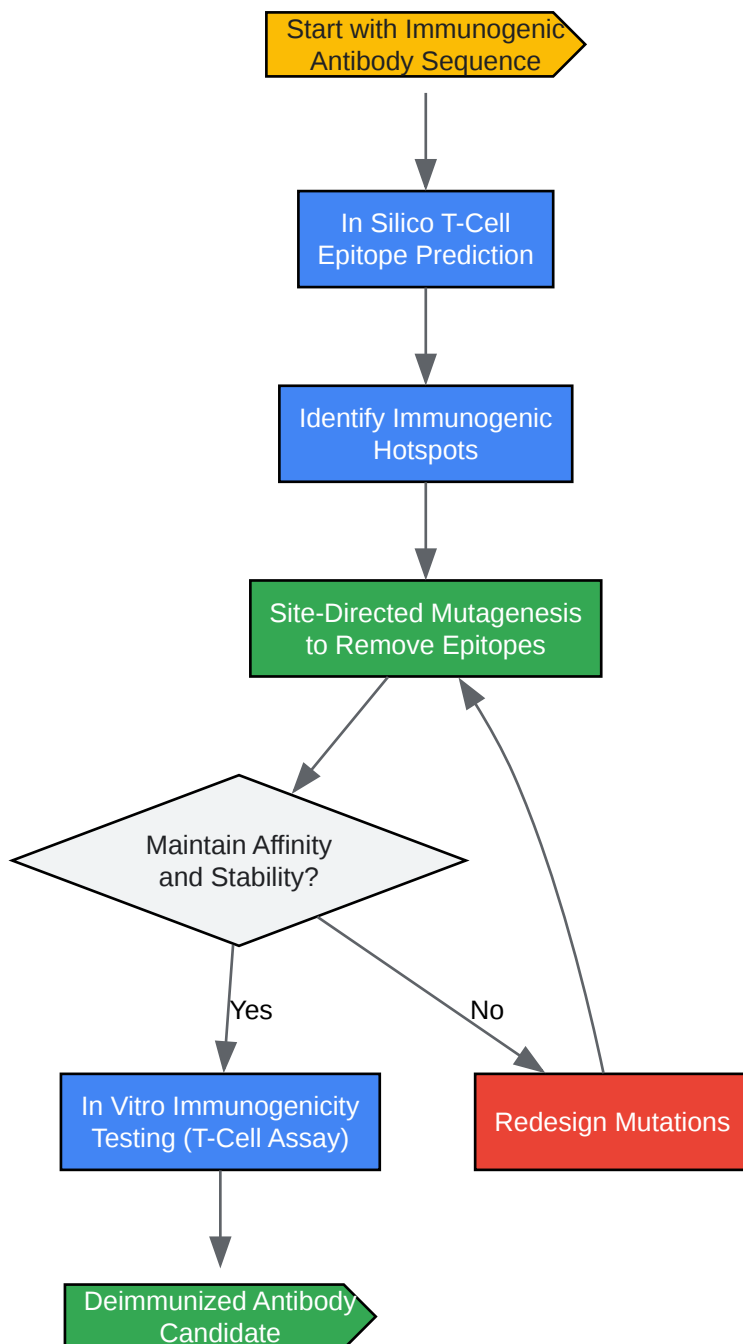 Start with Immunogenic
Antibody Sequence
In Silico T-Cell
Epitope Prediction
Identify Immunogenic
Hotspots
Site-Directed Mutagenesis
to Remove Epitopes
Maintain Affinity
and Stability?
Yes
No
In Vitro Immunogenicity
Testing (T-Cell Assay)
Redesign Mutations
Deimmunized Antibody
Candidate